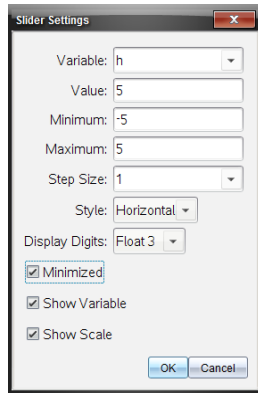 Slider Settings
x
Variable: h
Value: 5
Minimum: -5
Maximum: 5
Step Size: 1
Style: Horizontal
Display Digits: Float 3
Minimized
Show Variable
Show Scale
OK Cancel